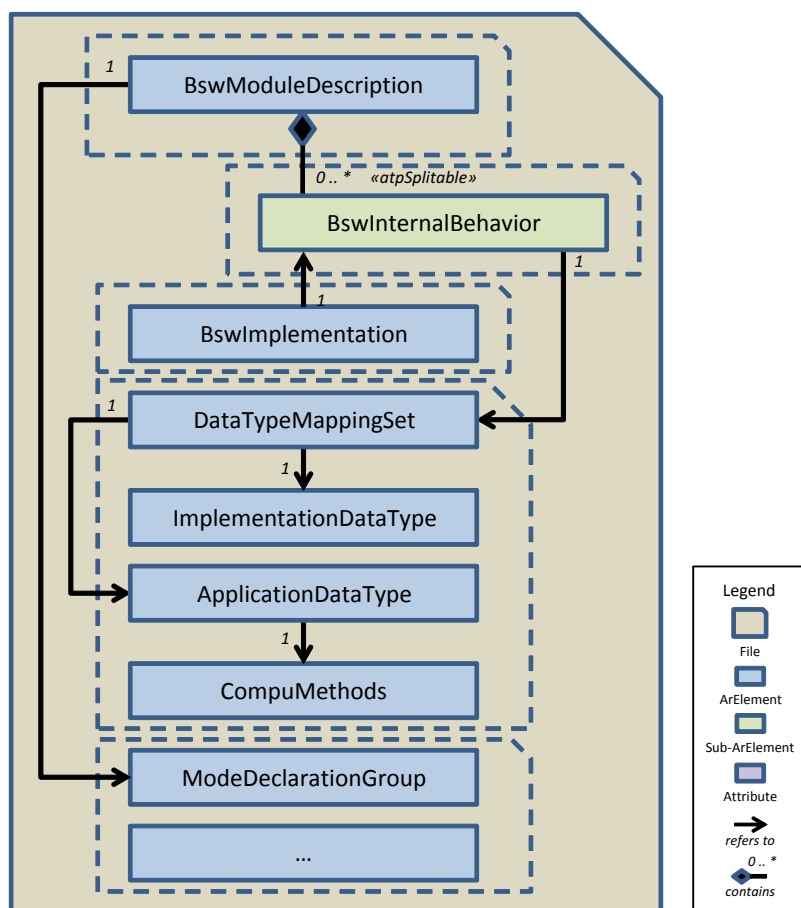 1
BswModuleDescription
0 .. * «atpSplitable»
BswInternalBehavior
1
1
BswImplementation
1
DataTypeMappingSet
1
ImplementationDataType
ApplicationDataType
1
CompuMethods
ModeDeclarationGroup
...
Legend
File
ArElement
Sub-ArElement
Attribute
refers to
0 .. *
contains